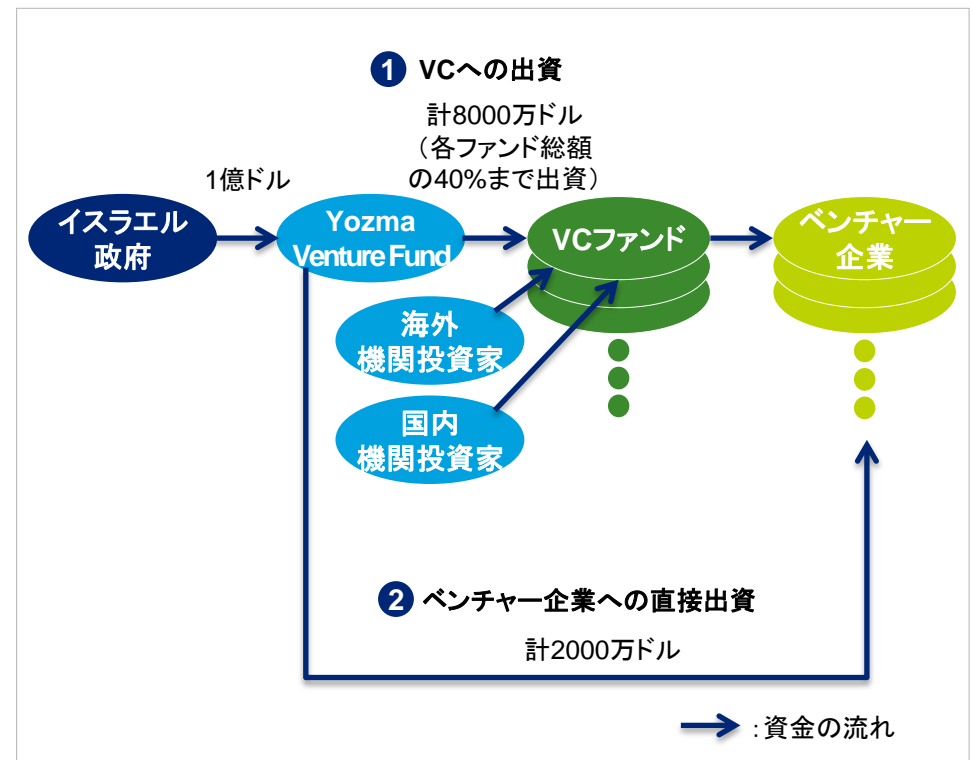 1 VCへの出資
計8000万ドル
（各ファンド総額
の40%まで出資）
1億ドル
イスラエル
政府
Yozma
Venture Fund
VCファンド
ベンチャー
企業
海外
機関投資家
国内
機関投資家
2 ベンチャー企業への直接出資
計2000万ドル
：資金の流れ